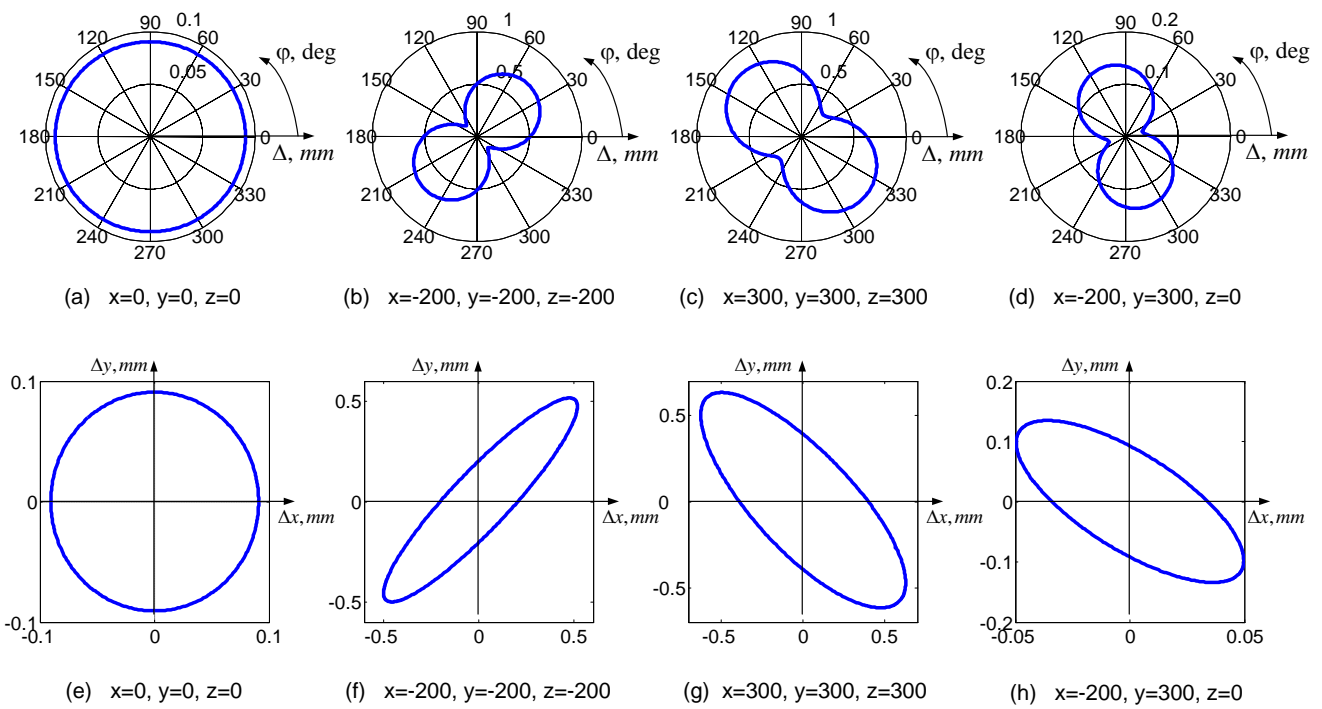 90 0.1
120 60
φ, deg
150 0.05 30
180 0
Δ, mm
210 330
240 300
270
(a) x=0, y=0, z=0
90 1
120 60
φ, deg
150 0.5 30
180 0
Δ, mm
210 330
240 300
270
(b) x=-200, y=-200, z=-200
90 1
120 60
φ, deg
150 0.5 30
180 0
Δ, mm
210 330
240 300
270
(c) x=300, y=300, z=300
90 0.2
120 60
φ, deg
150 0.1 30
180 0
Δ, mm
210 330
240 300
270
(d) x=-200, y=300, z=0
Δy, mm
0.1
0
Δx, mm
-0.1
-0.1 0 0.1
(e) x=0, y=0, z=0
Δy, mm
0.5
0
Δx, mm
-0.5
-0.5 0 0.5
(f) x=-200, y=-200, z=-200
Δy, mm
0.5
0
Δx, mm
-0.5
-0.5 0 0.5
(g) x=300, y=300, z=300
Δy, mm
0.2
0.1
0
Δx, mm
-0.1
-0.2
-0.05 0 0.05
(h) x=-200, y=300, z=0